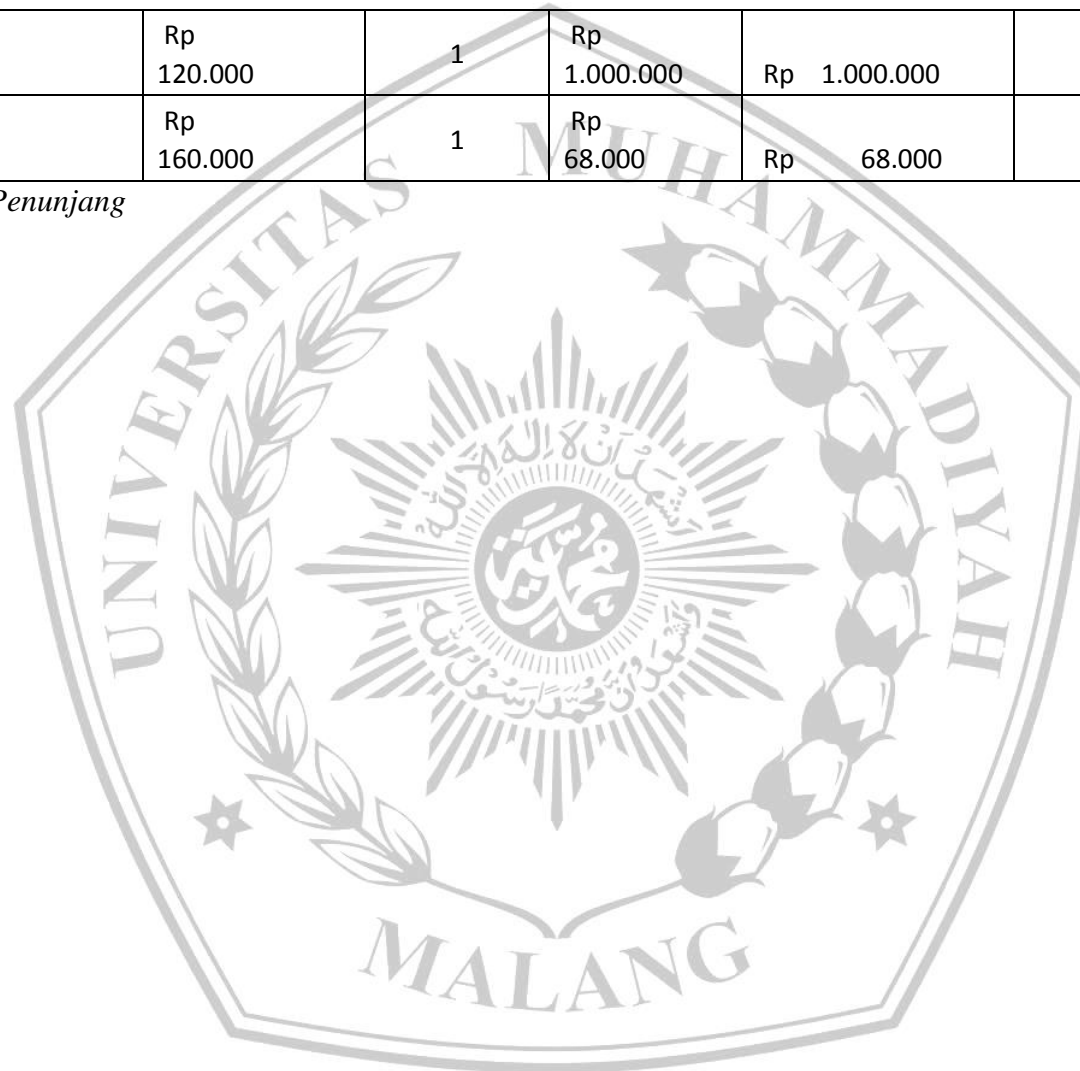 Rp 120.000 1 Rp 1.000.000 Rp 1.000.000
Rp 160.000 1 Rp 68.000 Rp 68.000
Penunjang
UNIVERSITAS MUHAMMADIYAH
MALANG